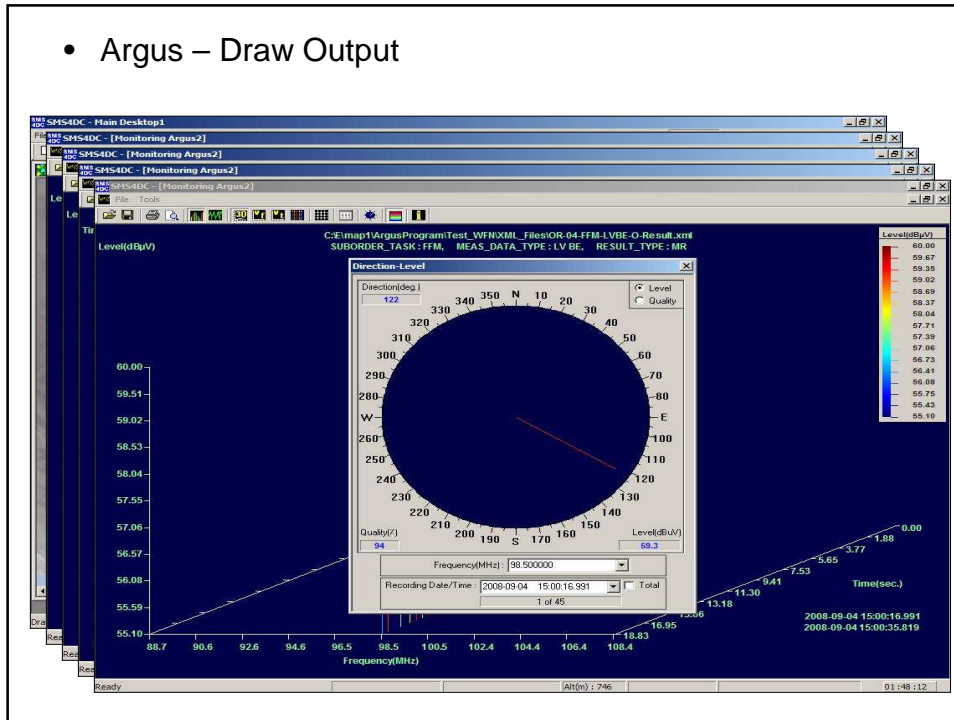 • Argus – Draw Output
SMS4DC - Main Desktop1
SMS4DC - [Monitoring Argus2]
SMS4DC - [Monitoring Argus2]
SMS4DC - [Monitoring Argus2]
SMS4DC - [Monitoring Argus2]
File Tools
C:\E\map1\ArgusProgram\Test_WFN\XML_Files\OR-04-FFM-LVBE-O-Result.xml
SUBORDER_TASK : FFM, MEAS_DATA_TYPE : LV BE, RESULT_TYPE : MR
Level(dBµV)
Level(dBµV)
60.00
59.67
59.35
59.02
58.69
58.37
58.04
57.71
57.39
57.06
56.73
56.41
56.08
55.75
55.43
55.10
Direction-Level
Direction(deg.)
122
Level
Quality
N 10 20 30 40 50 60 70 80 E 100 110 120 130 140 150 160 170 S 190 200 210 220 230 240 250 260 W 280 290 300 310 320 330 340 350
Quality(%)
94
Level(dBuV)
59.3
Frequency(MHz) : 98.500000
Recording Date/Time : 2008-09-04 15:00:16.991 Total
1 of 45
60.00
59.51
59.02
58.53
58.04
57.55
57.06
56.57
56.08
55.59
55.10
88.7 90.6 92.6 94.6 96.5 98.5 100.5 102.4 104.4 106.4 108.4
Frequency(MHz)
0.00
1.88
3.77
5.65
7.53
9.41
11.30
13.18
16.95
18.83
Time(sec.)
2008-09-04 15:00:16.991
2008-09-04 15:00:35.819
Ready
Alt(m) : 746
01:48:12